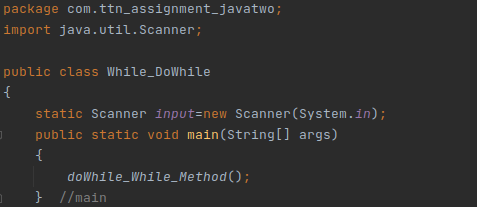 package com.ttn_assignment_javatwo;
import java.util.Scanner;

public class While_DoWhile
{
    static Scanner input=new Scanner(System.in);
    public static void main(String[] args)
    {
        doWhile_While_Method();
    }  //main